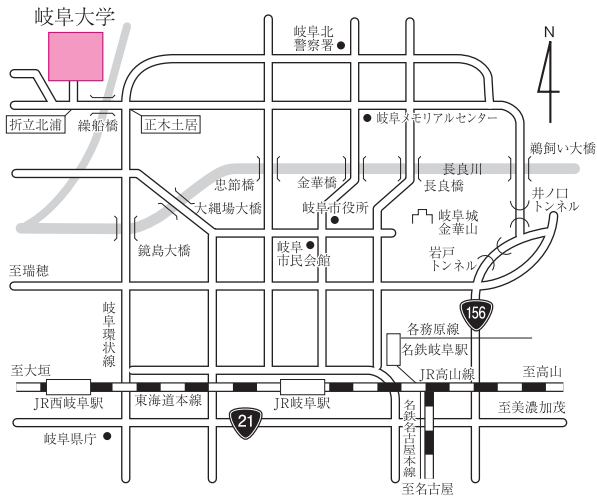 岐阜大学
N
岐阜北
警察署
折立北浦
繰船橋
正木土居
岐阜メモリアルセンター
鵜飼い大橋
長良川
忠節橋
金華橋
長良橋
井ノ口
トンネル
大縄場大橋
岐阜市役所
岐阜城
金華山
鏡島大橋
岐阜
市民会館
岩戸
トンネル
至瑞穂
岐阜環状線
156
各務原線
名鉄岐阜駅
至大垣
JR高山線
至高山
JR西岐阜駅
東海道本線
JR岐阜駅
至美濃加茂
名鉄名古屋本線
21
岐阜県庁
至名古屋